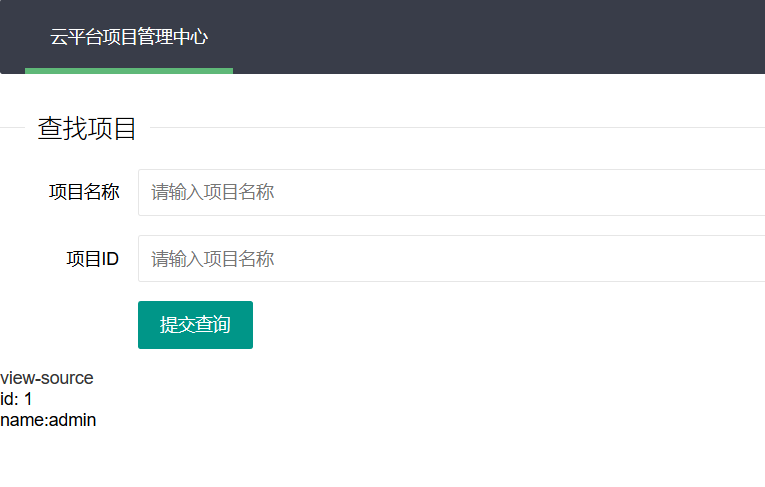 云平台项目管理中心
查找项目
项目名称 请输入项目名称
项目ID 请输入项目名称
提交查询
view-source
id: 1
name:admin